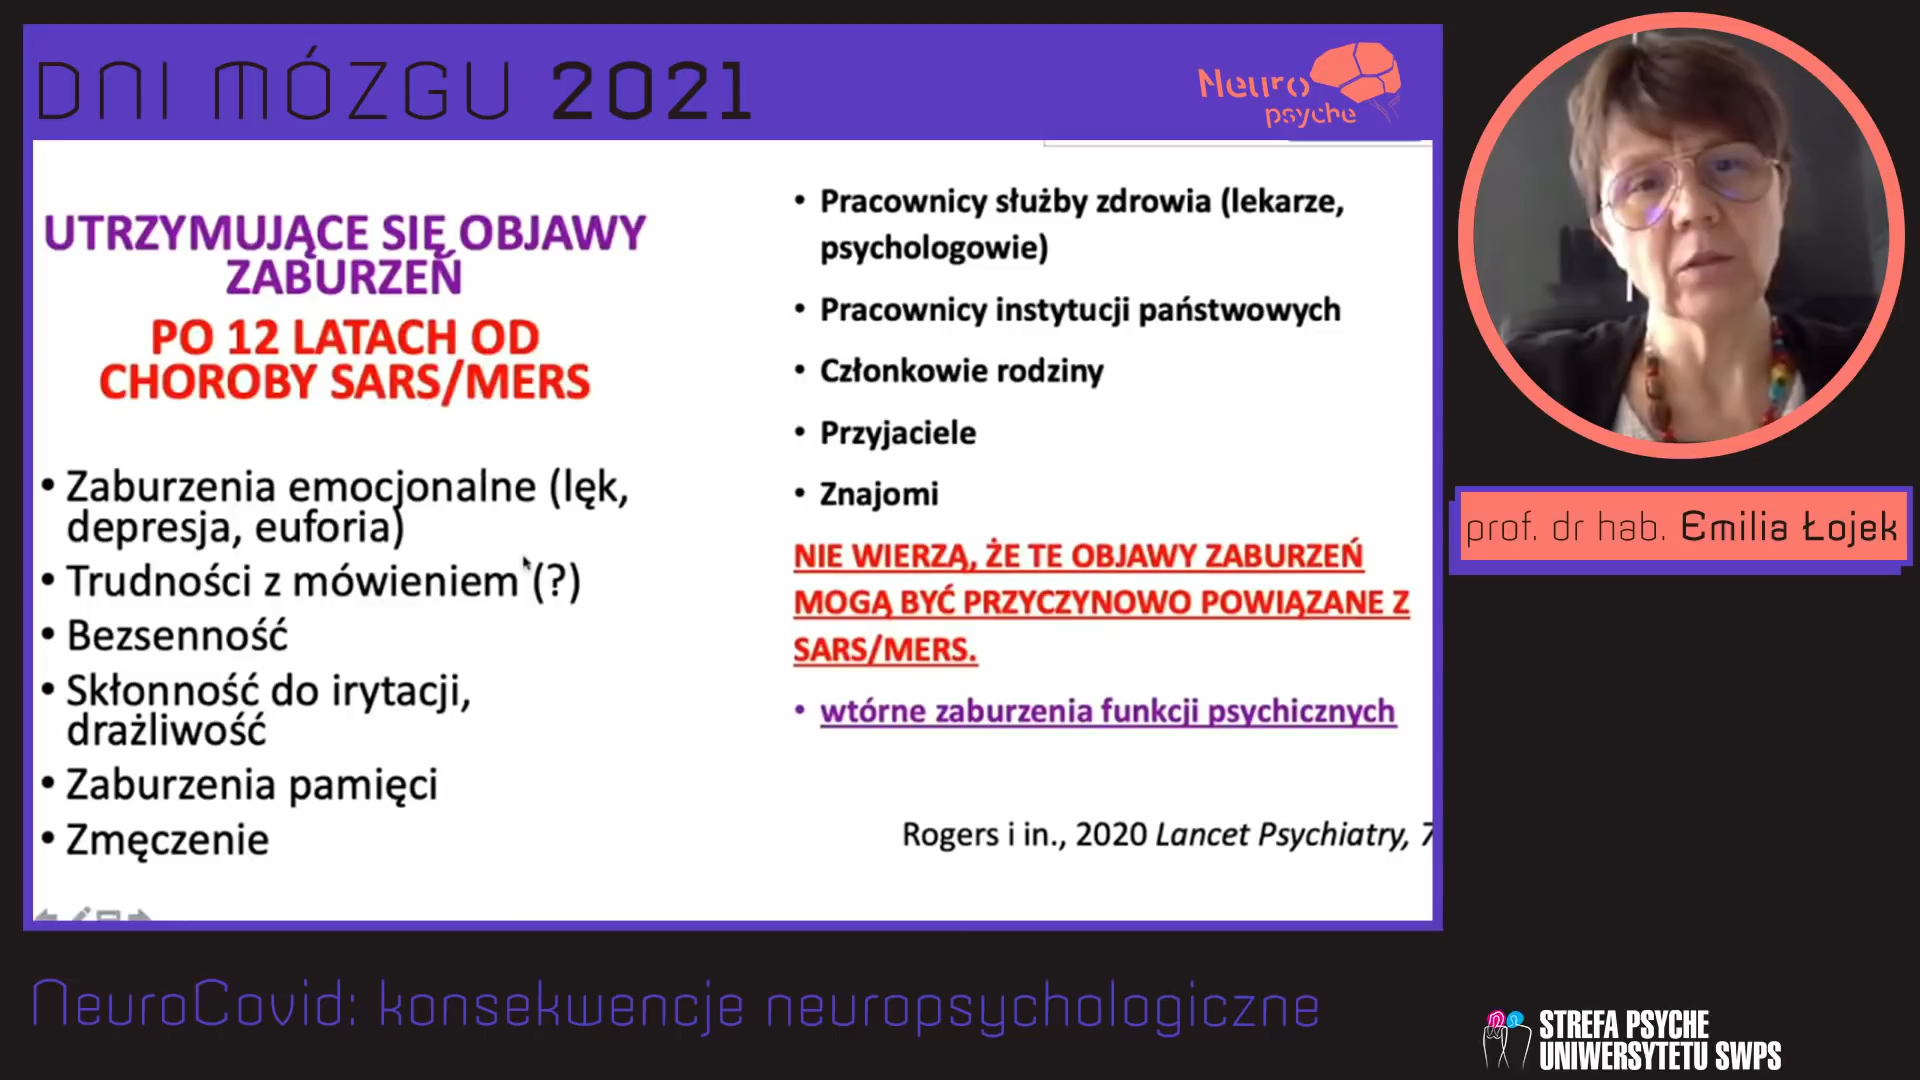 DNI MÓZGU 2021
Neuro
psyche
UTRZYMUJĄCE SIĘ OBJAWY
ZABURZEŃ
PO 12 LATACH OD
CHOROBY SARS/MERS
• Zaburzenia emocjonalne (lęk,
depresja, euforia)
• Trudności z mówieniem (?)
• Bezsenność
• Skłonność do irytacji,
drażliwość
• Zaburzenia pamięci
• Zmęczenie
• Pracownicy służby zdrowia (lekarze,
psychologowie)
• Pracownicy instytucji państwowych
• Członkowie rodziny
• Przyjaciele
• Znajomi
NIE WIERZĄ, ŻE TE OBJAWY ZABURZEŃ
MOGĄ BYĆ PRZYCZYNOWO POWIĄZANE Z
SARS/MERS.
• wtórne zaburzenia funkcji psychicznych
Rogers i in., 2020 Lancet Psychiatry, 7
prof. dr hab. Emilia Łojek
NeuroCovid: konsekwencje neuropsychologiczne
STREFA PSYCHE
UNIWERSYTETU SWPS